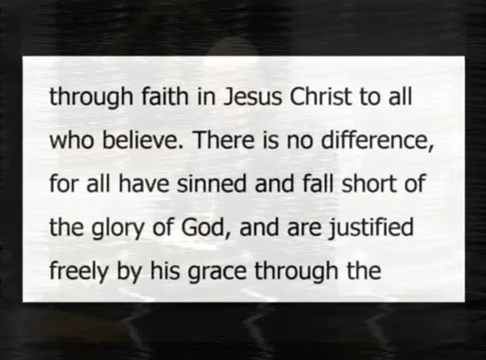 through faith in Jesus Christ to all
who believe. There is no difference,
for all have sinned and fall short of
the glory of God, and are justified
freely by his grace through the